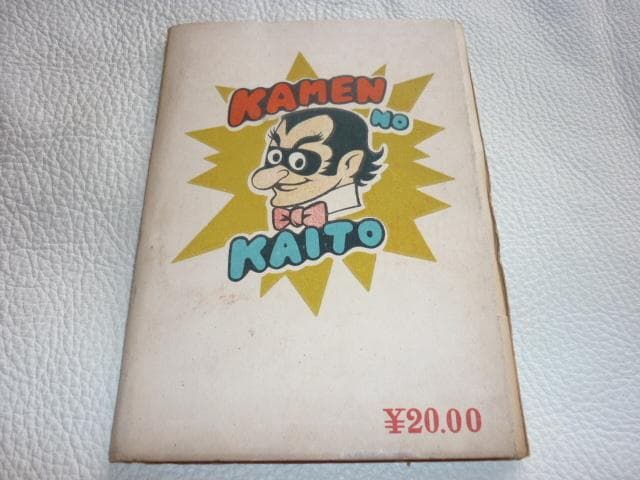 KAMEN
NO
KAITO
¥20.00